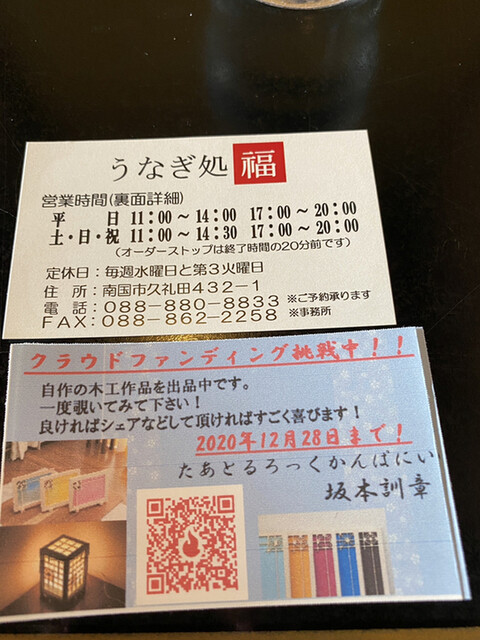 うなぎ処 福
営業時間(裏面詳細)
平 日 11:00～14:00 17:00～20:00
土・日・祝 11:00～14:30 17:00～20:00
（オーダーストップは終了時間の20分前です）
定休日：毎週水曜日と第3火曜日
住 所：南国市久礼田432-1
電 話：088-880-8833 ※ご予約承ります
FAX：088-862-2258 ※事務所
クラウドファンディング挑戦中！！
自作の木工作品を出品中です。
一度覗いてみて下さい！
良ければシェアなどして頂ければすごく喜びます！
2020年12月28日まで！
たあとるろっくかんぱにい
坂本訓章